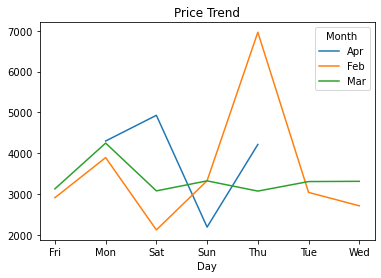 Price Trend
Month
Apr
Feb
Mar
7000
6000
5000
4000
3000
2000
Fri Mon Sat Sun Thu Tue Wed
Day